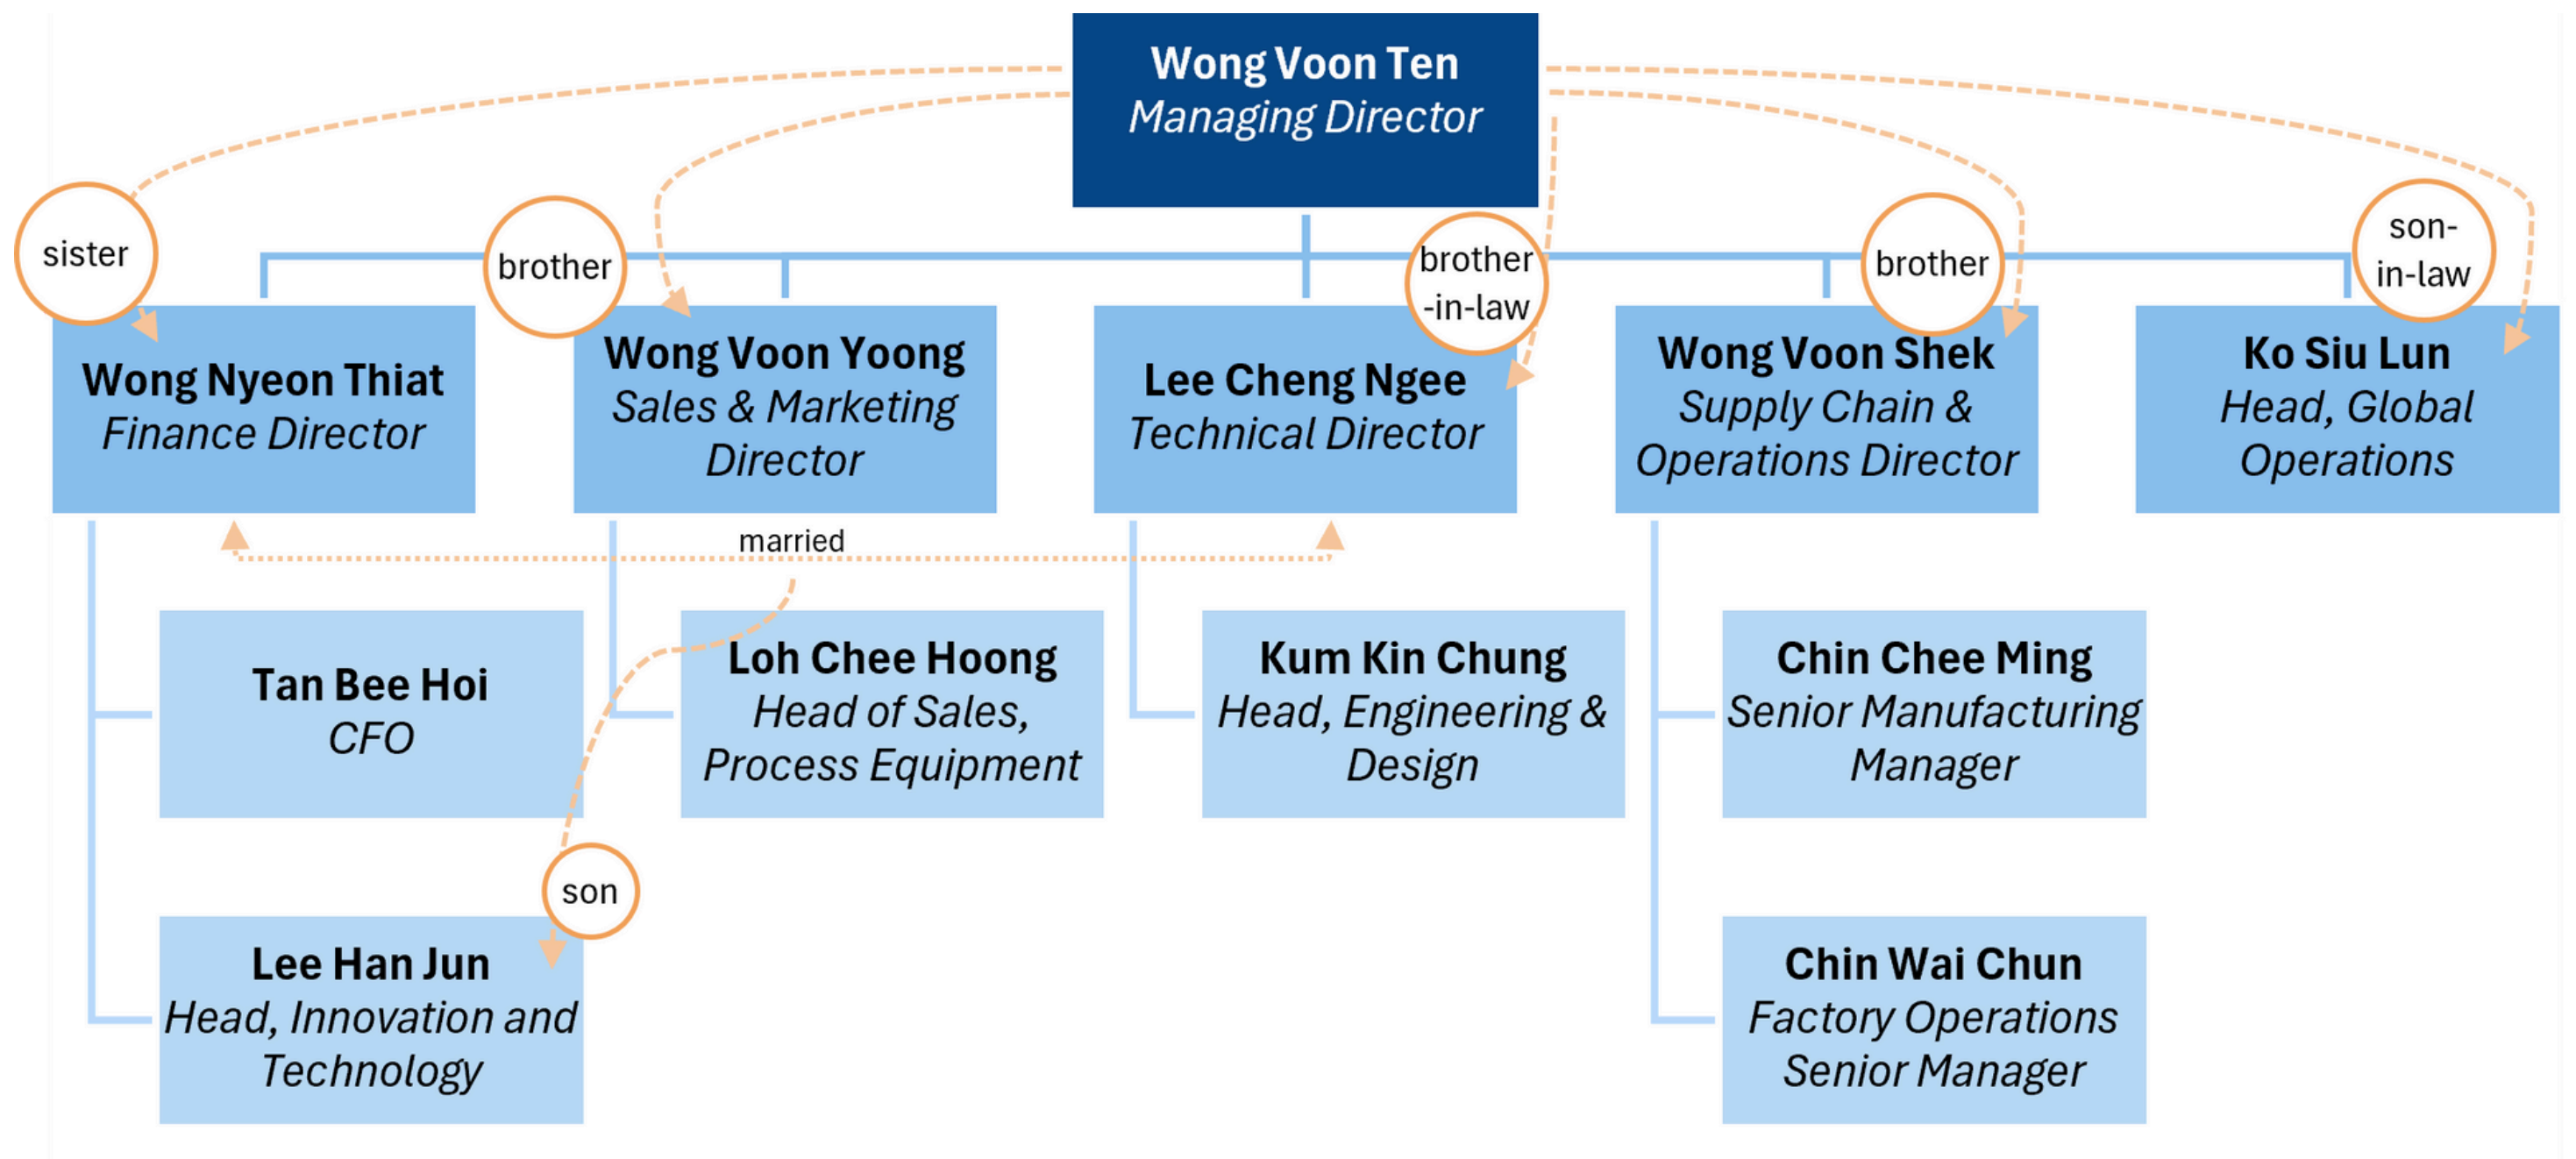 Wong Voon Ten
Managing Director
sister
brother
brother
-in-law
brother
son-
in-law
Wong Nyeon Thiat
Finance Director
Wong Voon Yoong
Sales & Marketing
Director
Lee Cheng Ngee
Technical Director
Wong Voon Shek
Supply Chain &
Operations Director
Ko Siu Lun
Head, Global
Operations
married
Tan Bee Hoi
CFO
Loh Chee Hoong
Head of Sales,
Process Equipment
Kum Kin Chung
Head, Engineering &
Design
Chin Chee Ming
Senior Manufacturing
Manager
son
Lee Han Jun
Head, Innovation and
Technology
Chin Wai Chun
Factory Operations
Senior Manager